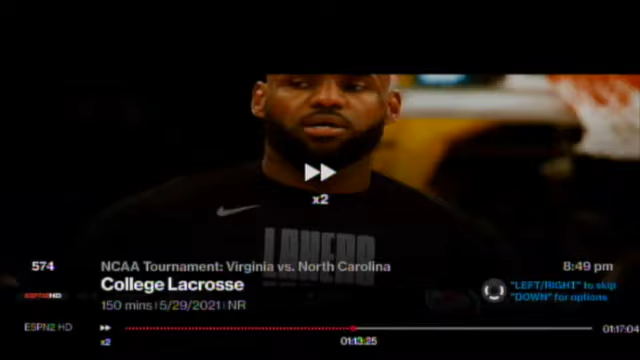 x2
LAKERS
574
NCAA Tournament: Virginia vs. North Carolina
8:49 pm
ESPN2HD
College Lacrosse
150 mins | 5/29/2021 | NR
"LEFT/RIGHT" to skip
"DOWN" for options
ESPN2 HD
x2
01:13:25
01:17:04